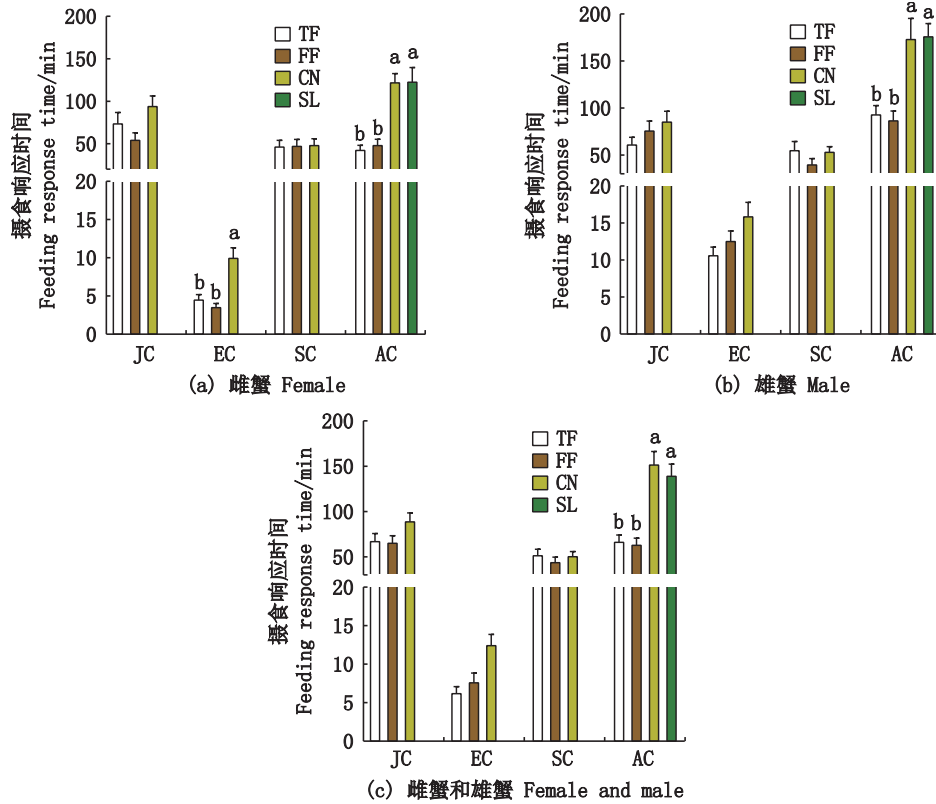 200
150
100
50
20
15
10
5
0
摄食响应时间
Feeding response time/min
TF
FF
CN
SL
b
b
a
b
b
a
a
JC EC SC AC
(a) 雌蟹 Female
200
150
100
50
20
15
10
5
0
摄食响应时间
Feeding response time/min
TF
FF
CN
SL
b
b
a
a
JC EC SC AC
(b) 雄蟹 Male
200
150
100
50
20
15
10
5
0
摄食响应时间
Feeding response time/min
TF
FF
CN
SL
b
b
a
a
JC EC SC AC
(c) 雌蟹和雄蟹 Female and male